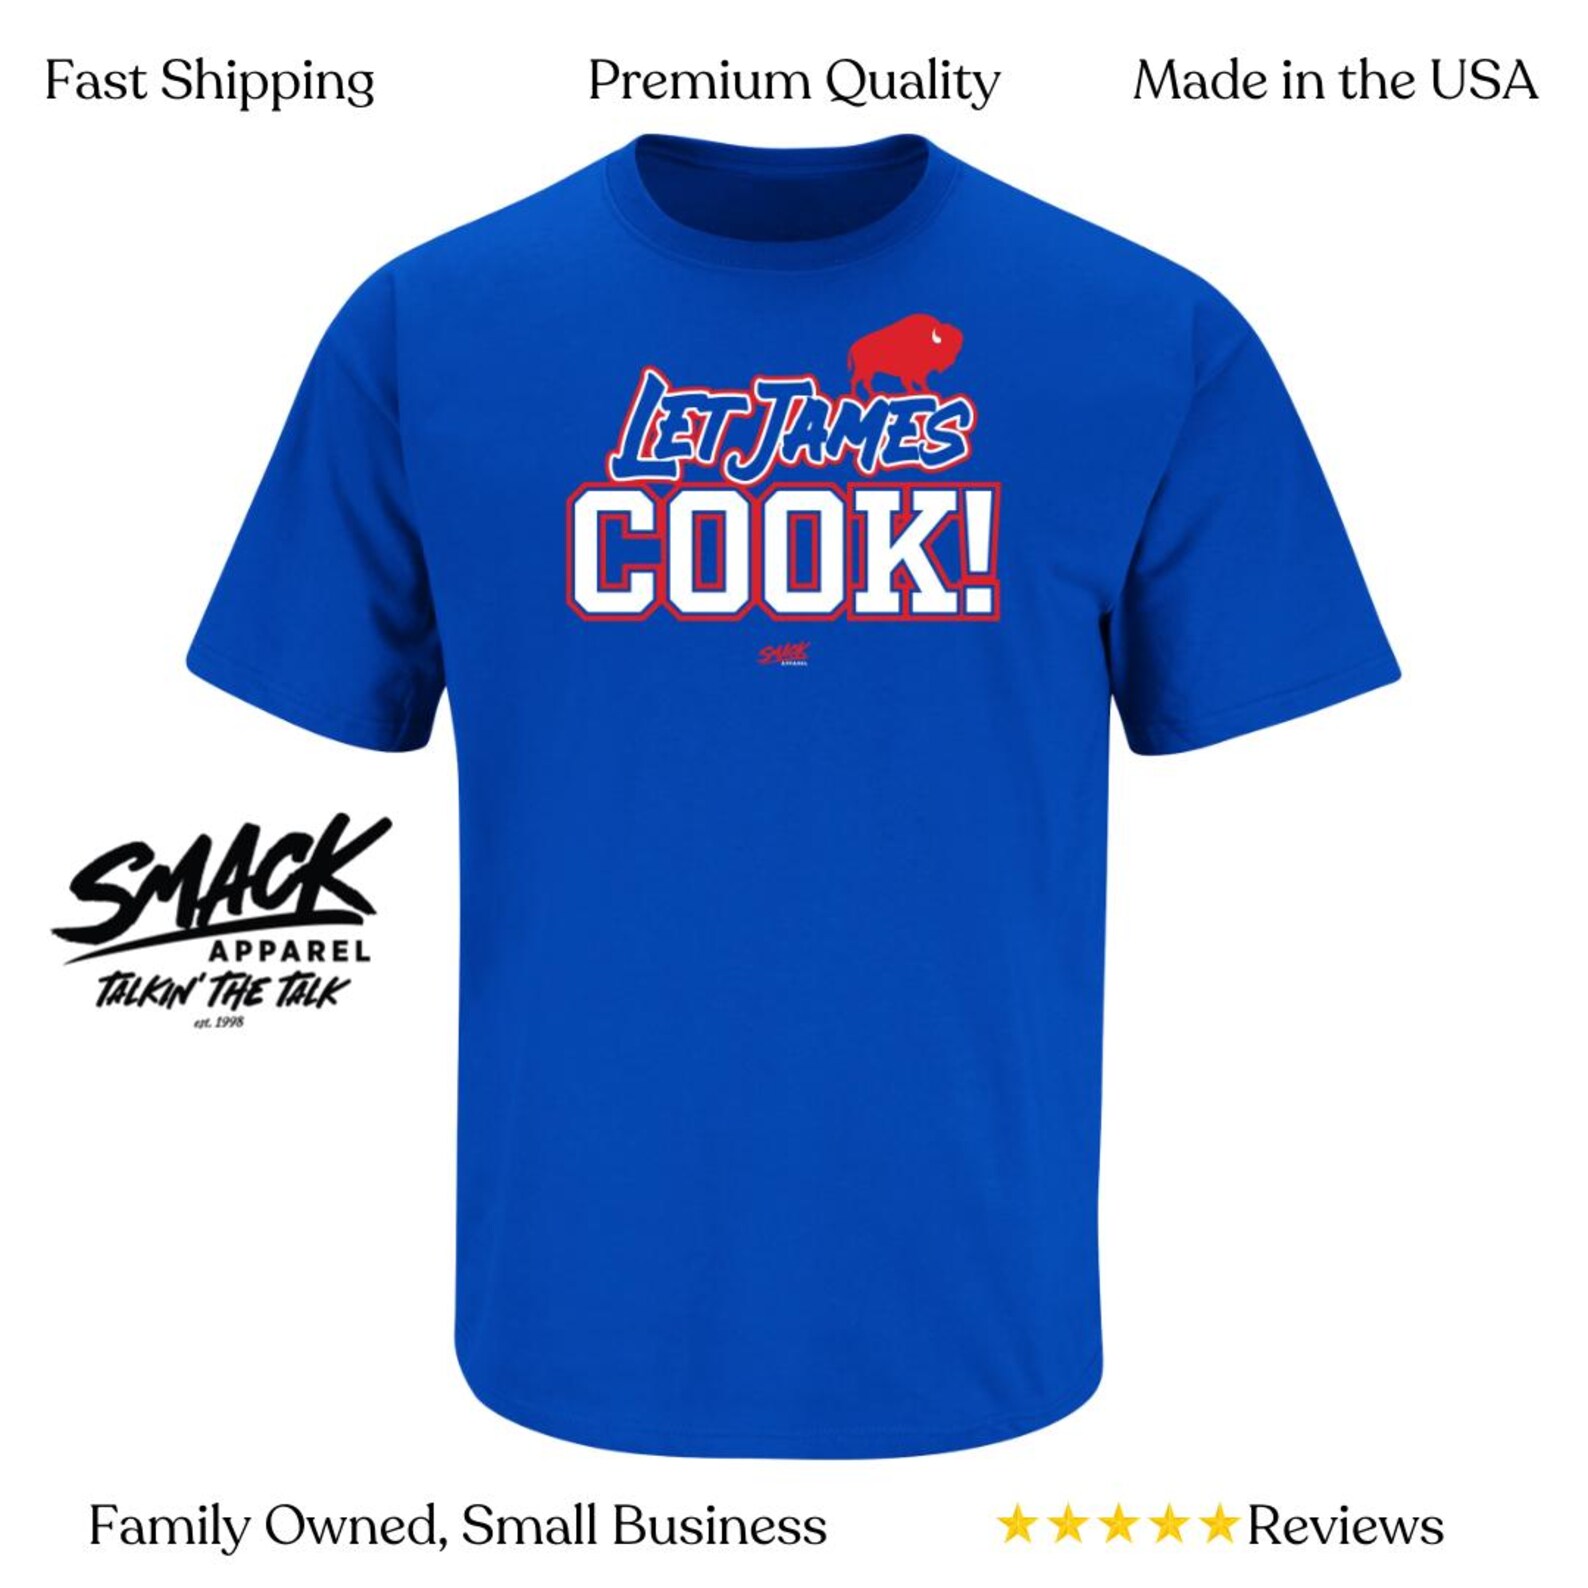 Fast Shipping
Premium Quality
Made in the USA
LET JAMES
COOK!
SMACK
APPAREL
SMACK
APPAREL
TALKIN' THE TALK
est. 1998
Family Owned, Small Business
Reviews